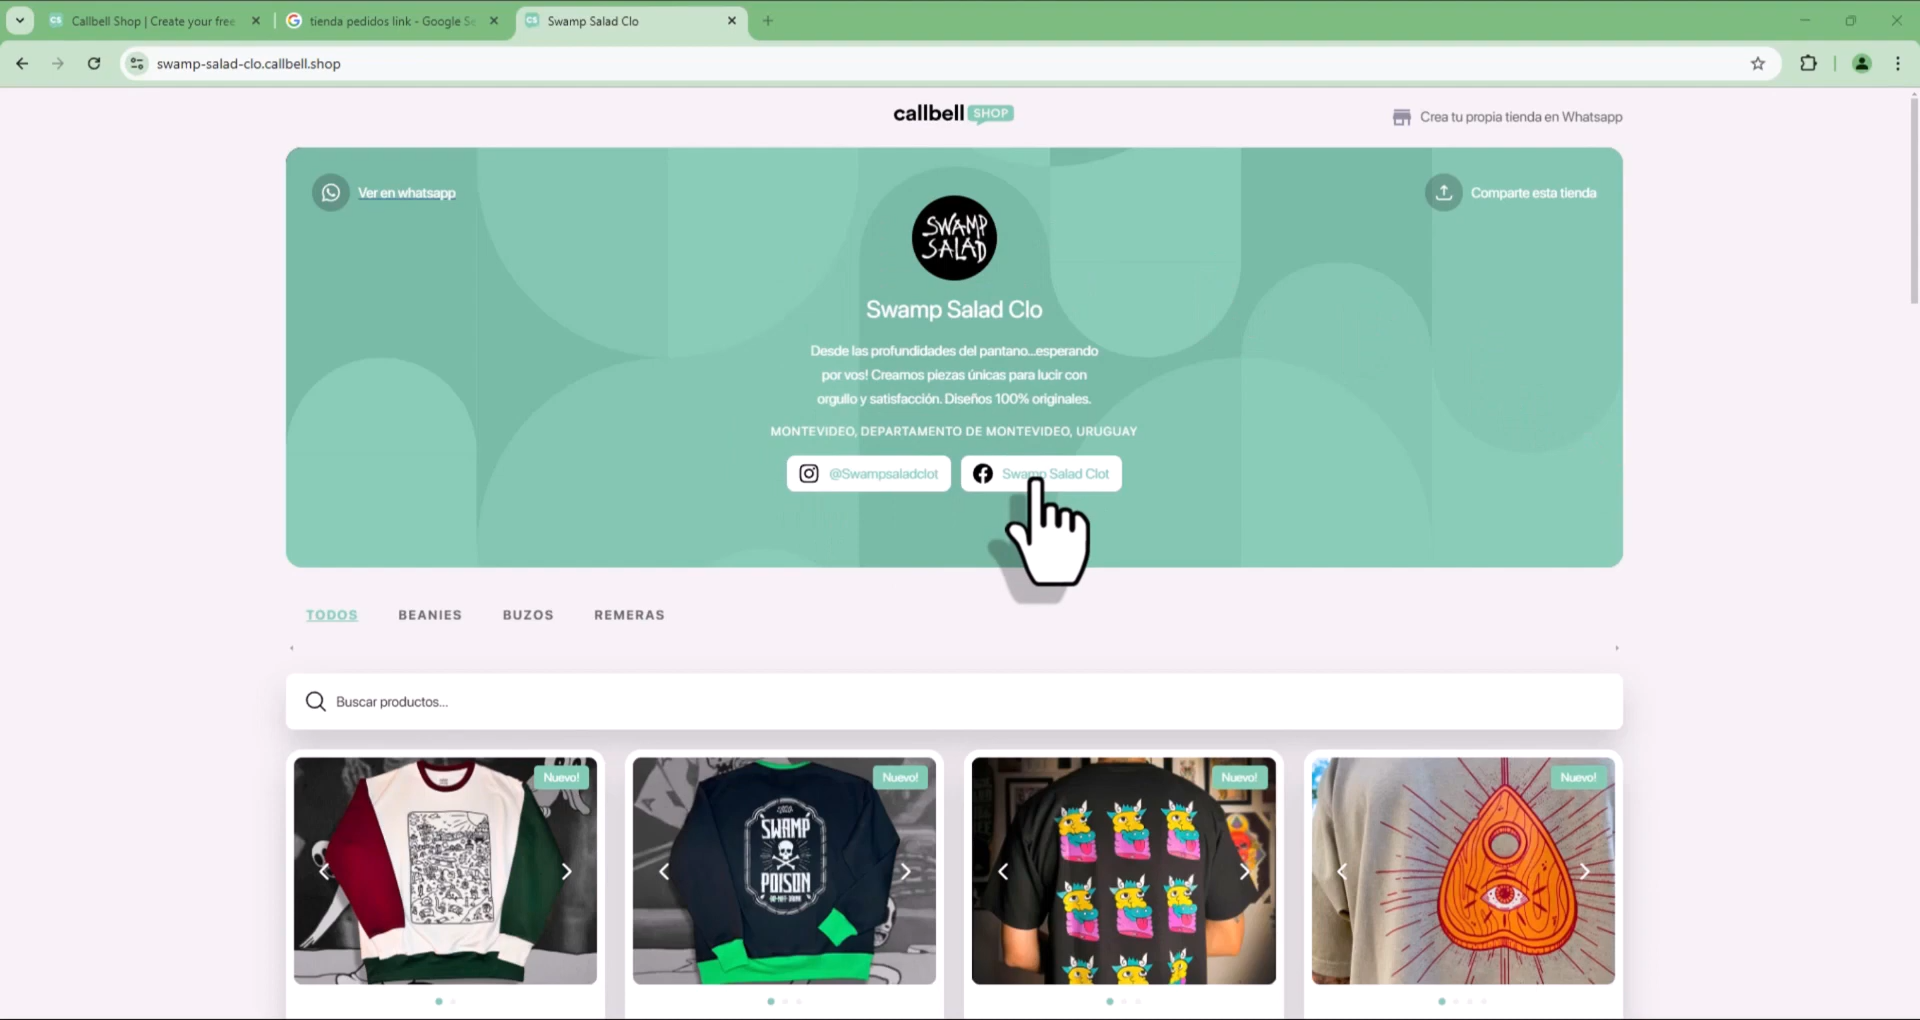 Callbell Shop | Create your free
tienda pedidos link - Google Se
Swamp Salad Clo
swamp-salad-clo.callbell.shop
callbell SHOP
Crea tu propia tienda en Whatsapp
Ver en whatsapp
Comparte esta tienda
SWAMP
SALAD
Swamp Salad Clo
Desde las profundidades del pantano...esperando
por vos! Creamos piezas únicas para lucir con
orgullo y satisfacción. Diseños 100% originales.
MONTEVIDEO, DEPARTAMENTO DE MONTEVIDEO, URUGUAY
@Swampsaladclot
Swamp Salad Clot
TODOS BEANIES BUZOS REMERAS
Buscar productos...
Nuevo!
Nuevo!
Nuevo!
Nuevo!
SWAMP
POISON